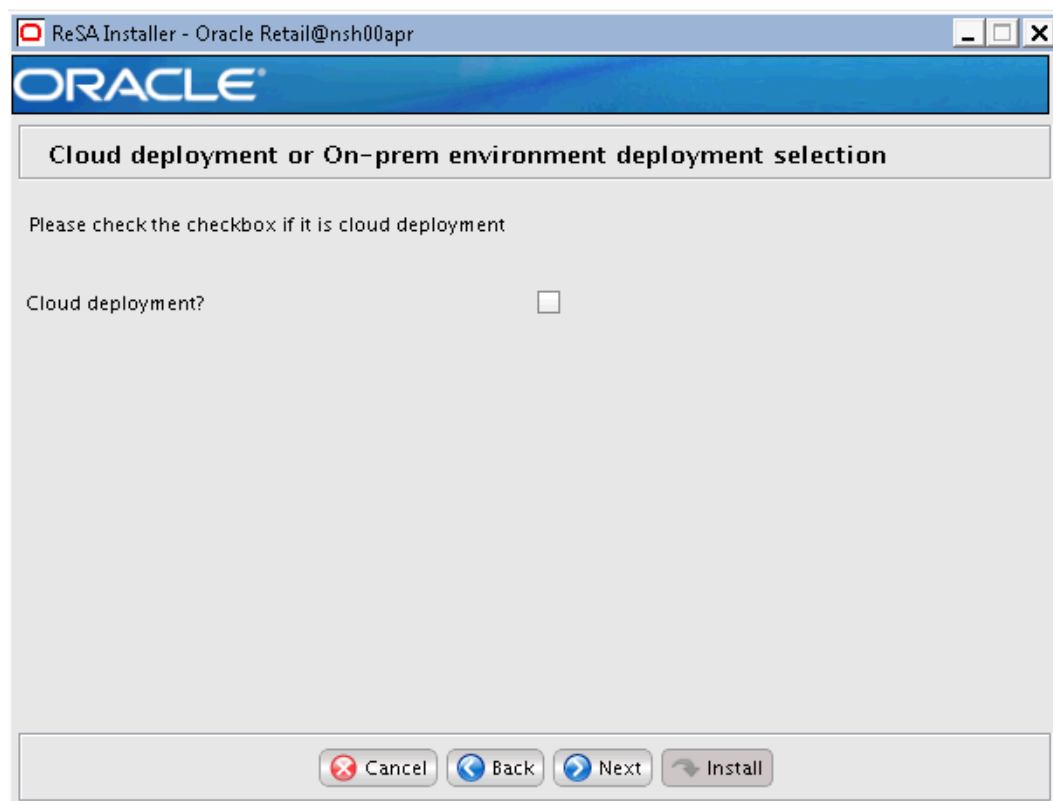 ReSA Installer - Oracle Retail@nsh00apr
ORACLE®
Cloud deployment or On-prem environment deployment selection
Please check the checkbox if it is cloud deployment
Cloud deployment?
Cancel Back Next Install